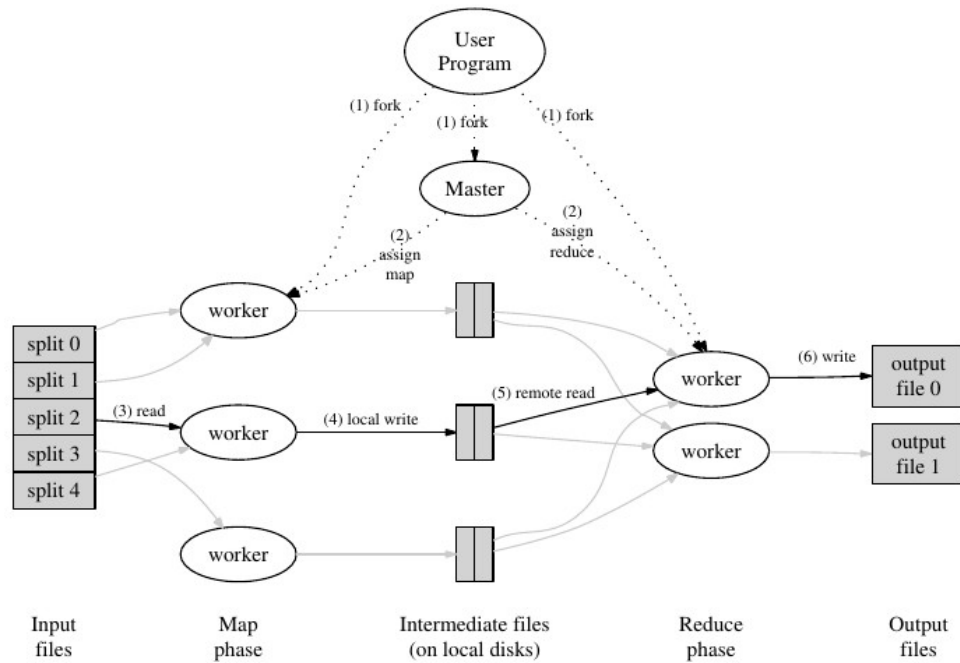 User
Program
(1) fork
(1) fork
(1) fork
Master
(2)
assign
map
(2)
assign
reduce
worker
split 0
split 1
split 2
split 3
split 4
(3) read
worker
(4) local write
(5) remote read
worker
(6) write
output
file 0
worker
output
file 1
worker
Input
files
Map
phase
Intermediate files
(on local disks)
Reduce
phase
Output
files